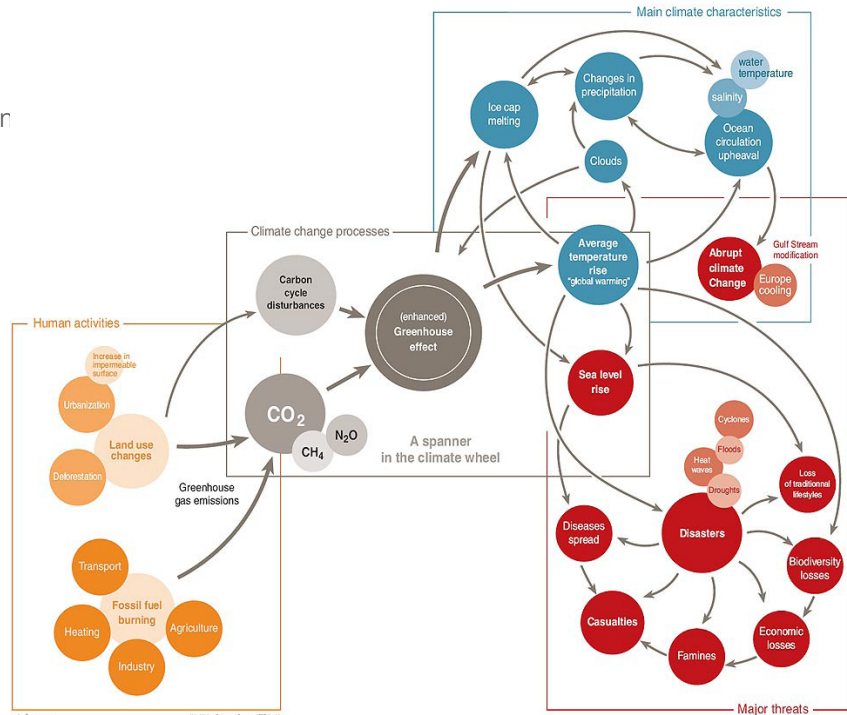 Main climate characteristics
water
temperature
salinity
Changes in
precipitation
Ice cap
melting
Ocean
circulation
upheaval
Clouds
Climate change processes
Average
temperature
rise
"global warming"
Gulf Stream
modification
Abrupt
climate
Change
Europe
cooling
Carbon
cycle
disturbances
(enhanced)
Greenhouse
effect
Human activities
Increase in
impermeable
surface
Urbanization
Land use
changes
Deforestation
CO2
CH4
N2O
A spanner
in the climate wheel
Greenhouse
gas emissions
Sea level
rise
Cyclones
Floods
Heat
waves
Droughts
Loss
of traditionnal
lifestyles
Disasters
Diseases
spread
Biodiversity
losses
Casualties
Economic
losses
Famines
Transport
Fossil fuel
burning
Heating
Agriculture
Industry
Major threats